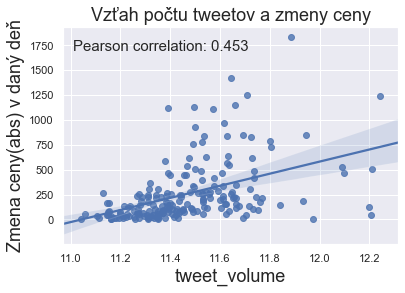 Vzťah počtu tweetov a zmeny ceny
Pearson correlation: 0.453
Zmena ceny(abs) v daný deň
1750
1500
1250
1000
750
500
250
0
11.0 11.2 11.4 11.6 11.8 12.0 12.2
tweet_volume